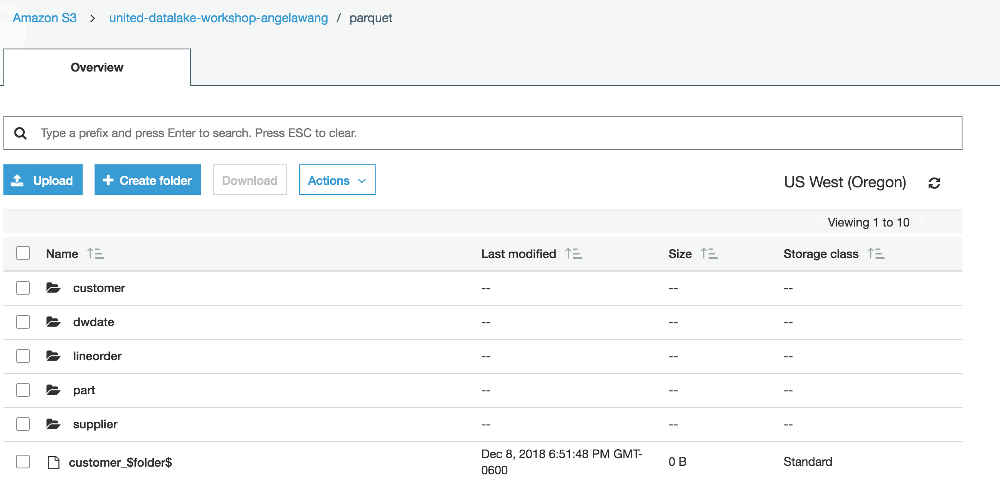 Amazon S3 > united-datalake-workshop-angelawang / parquet
Overview
Type a prefix and press Enter to search. Press ESC to clear.
Upload Create folder Download Actions US West (Oregon)
Viewing 1 to 10
Name Last modified Size Storage class
customer -- -- --
dwdate -- -- --
lineorder -- -- --
part -- -- --
supplier -- -- --
customer_$folder$ Dec 8, 2018 6:51:48 PM GMT-
0600 0 B Standard